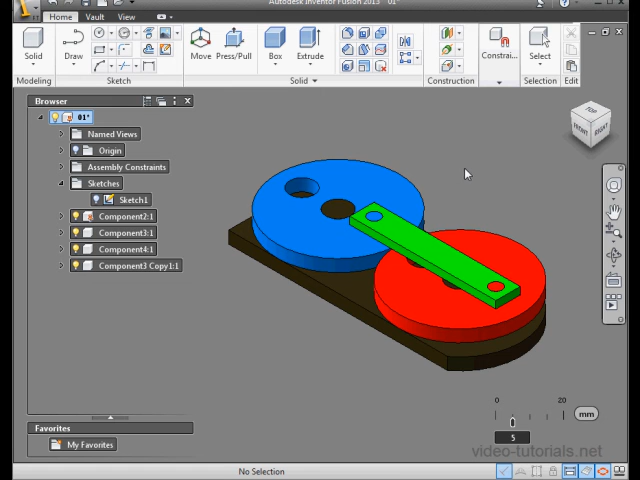 Autodesk Inventor Fusion 2013 01*
Home Vault View
Solid Draw Move Press/Pull Box Extrude Constrai... Select
Modeling Sketch Solid Construction Selection Edit
Browser
01*
Named Views
Origin
Assembly Constraints
Sketches
Sketch1
Component2:1
Component3:1
Component4:1
Component3 Copy1:1
TOP
FRONT RIGHT
0 20
mm
5
Favorites
My Favorites
video-tutorials.net
No Selection